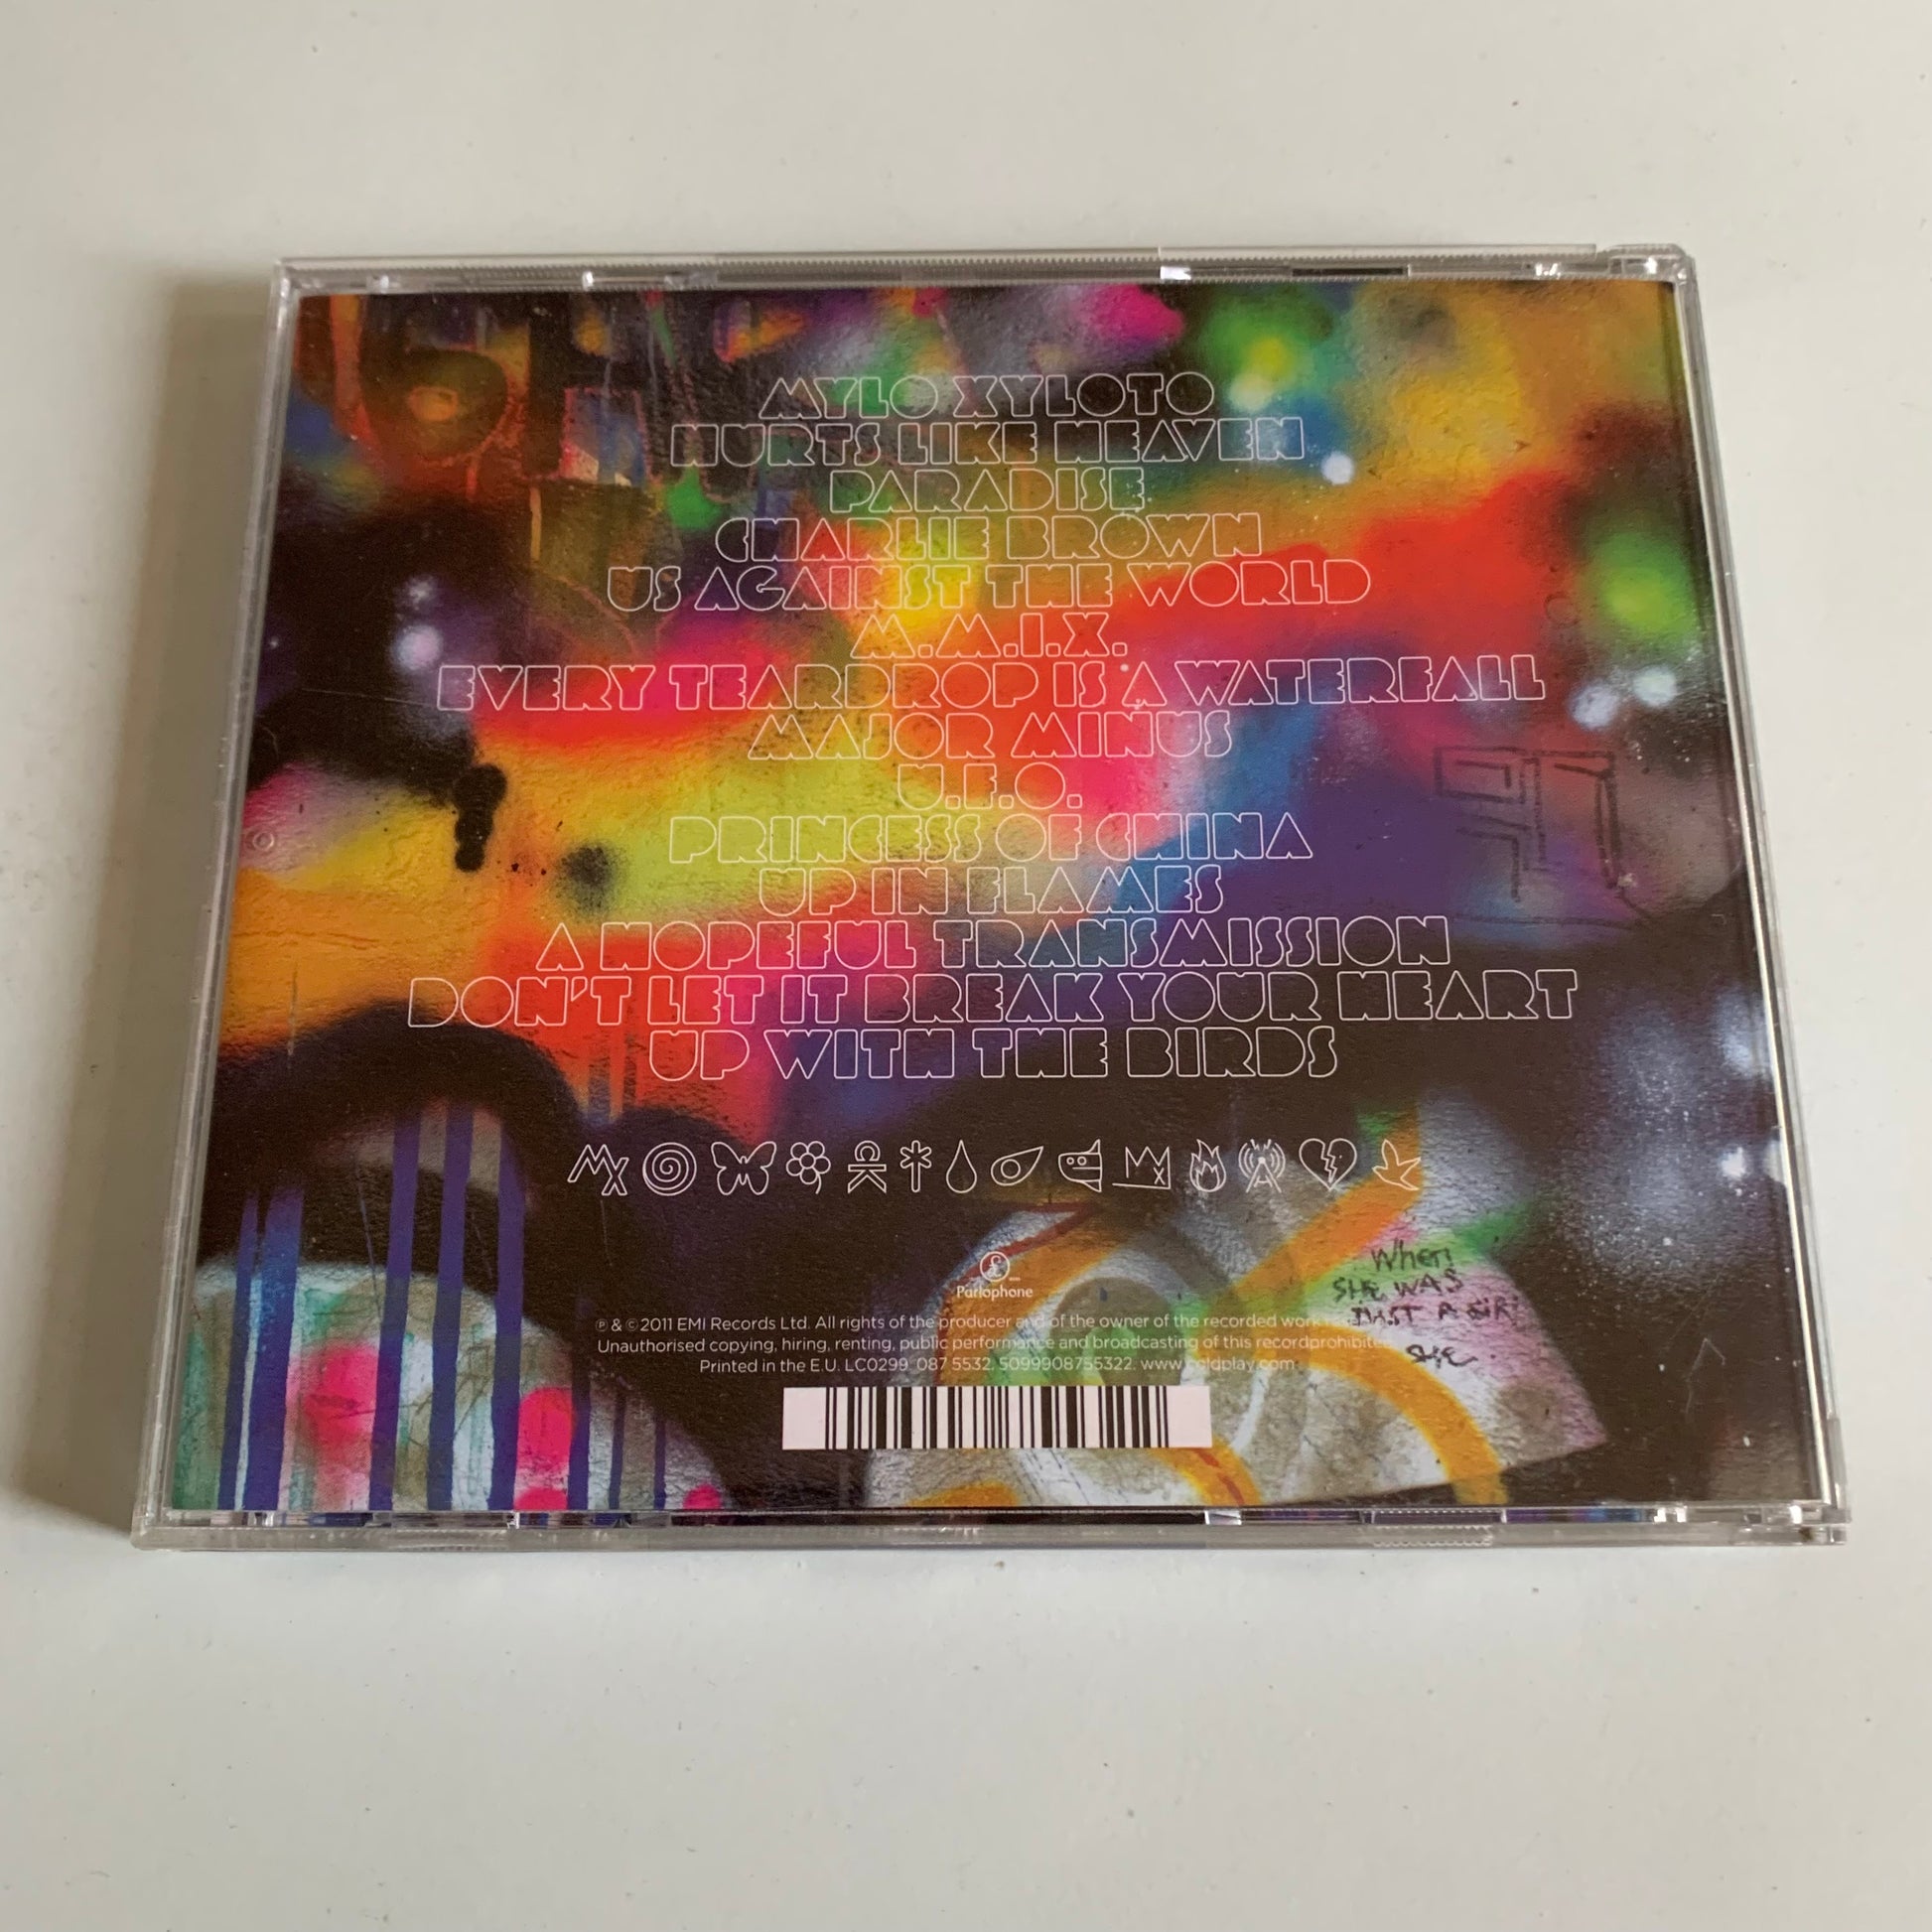 MYLO XYLOTO
HURTS LIKE HEAVEN
PARADISE
CHARLIE BROWN
US AGAINST THE WORLD
M.M.I.X.
EVERY TEARDROP IS A WATERFALL
MAJOR MINUS
U.F.O.
PRINCESS OF CHINA
UP IN FLAMES
A HOPEFUL TRANSMISSION
DON'T LET IT BREAK YOUR HEART
UP WITH THE BIRDS
MX
When
SHE WAS
JUST A GIRL
SHE
Parlophone
℗ & © 2011 EMI Records Ltd. All rights of the producer and of the owner of the recorded work
Unauthorised copying, hiring, renting, public performance and broadcasting of this recordprohibited.
Printed in the E.U. LC0299. 087 5532. 5099908755322. www.coldplay.com